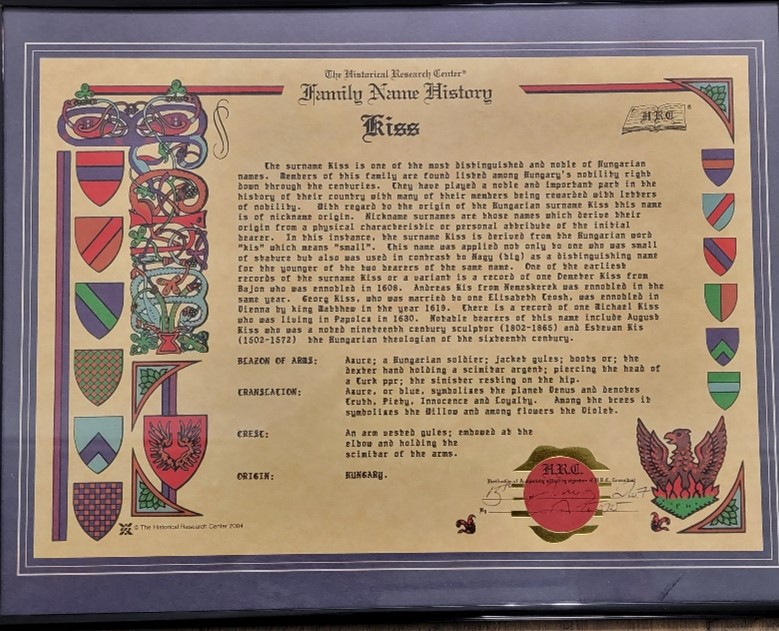 The Historical Research Center®
Family Name History
Kiss
H.R.C. ®
The surname Kiss is one of the most distinguished and noble of Hungarian
names. Members of this family are found listed among Hungary's nobility right
down through the centuries. They have played a noble and important part in the
history of their country with many of their members being rewarded with letters
of nobility. With regard to the origin of the Hungarian surname Kiss this name
is of nickname origin. Nickname surnames are those names which derive their
origin from a physical characteristic or personal attribute of the initial
bearer. In this instance, the surname Kiss is derived from the Hungarian word
"kis" which means "small". This name was applied not only to one who was small
of stature but also was used in contrast to Nagy (big) as a distinguishing name
for the younger of the two bearers of the same name. One of the earliest
records of the surname Kiss or a variant is a record of one Demeter Kiss from
Bajon who was ennobled in 1608. Andreas Kis from Nemeskerek was ennobled in the
same year. Georg Kiss, who was married to one Elisabeth Ceosh, was ennobled in
Vienna by king Matthew in the year 1619. There is a record of one Michael Kiss
who was living in Papolca in 1630. Notable bearers of this name include August
Kiss who was a noted nineteenth century sculptor (1802-1865) and Estevan Kis
(1502-1572) the Hungarian theologian of the sixteenth century.
BLAZON OF ARMS: Azure; a Hungarian soldier; jacket gules; boots or; the
dexter hand holding a scimitar argent; piercing the head of
a Turk ppr; the sinister resting on the hip.
TRANSLATION: Azure, or blue, symbolizes the planet Venus and denotes
Truth, Piety, Innocence and Loyalty. Among the trees it
symbolizes the Willow and among flowers the Violet.
CREST: An arm vested gules; embowed at the
elbow and holding the
scimitar of the arms.
ORIGIN: HUNGARY.
H.R.C.
By
© The Historical Research Center 2004